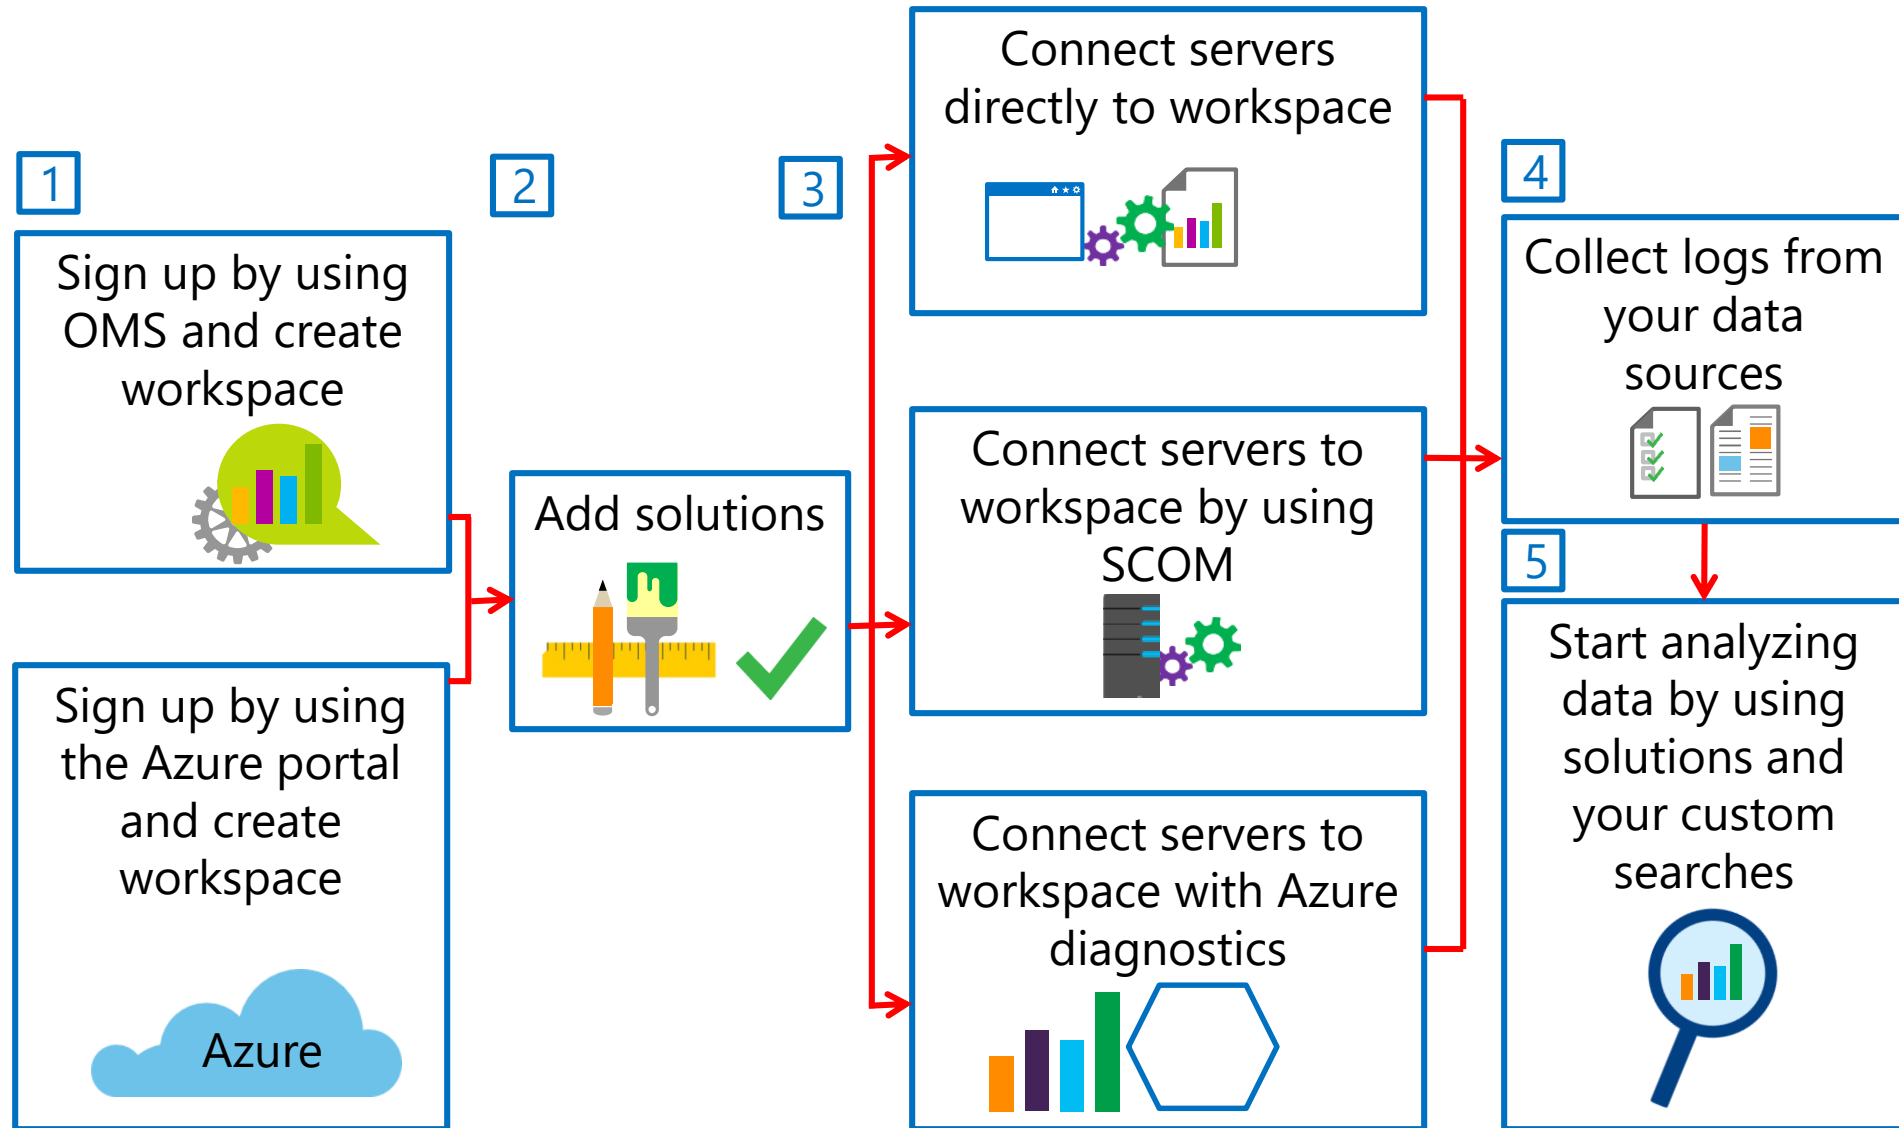 1
Sign up by using
OMS and create
workspace
Sign up by using
the Azure portal
and create
workspace
Azure
2
Add solutions
3
Connect servers
directly to workspace
Connect servers to
workspace by using
SCOM
Connect servers to
workspace with Azure
diagnostics
4
Collect logs from
your data
sources
5
Start analyzing
data by using
solutions and
your custom
searches